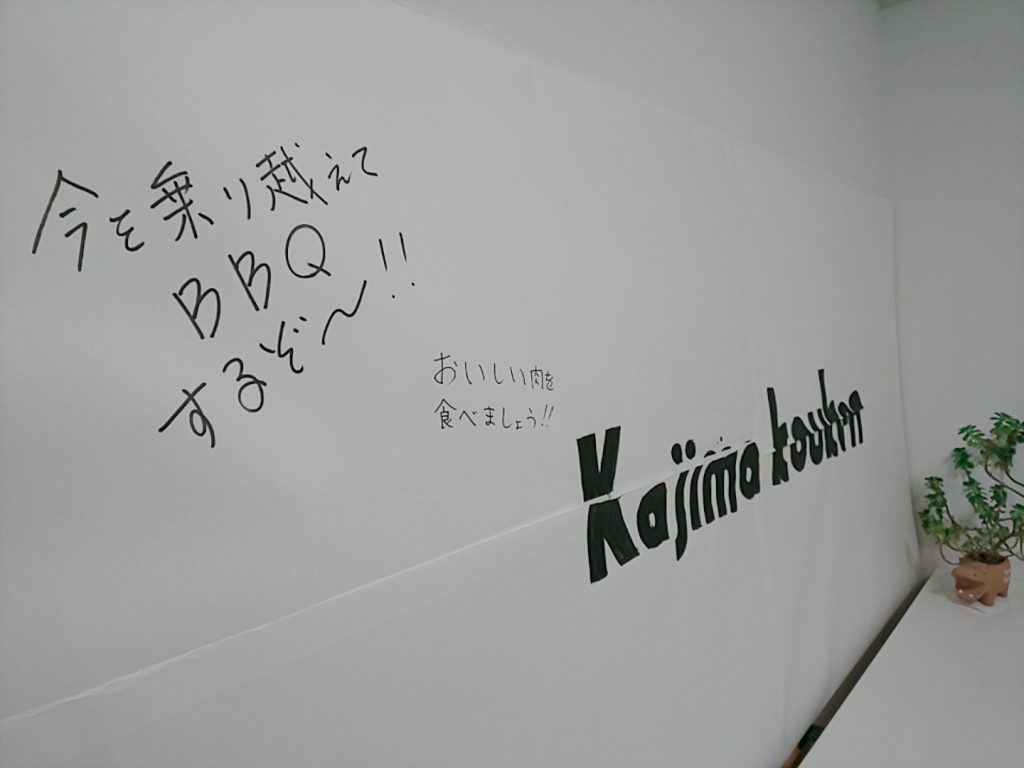 今を乗り越えて
BBQ
するぞ〜!!
おいしい肉を
食べましょう!!
Kajima koukan